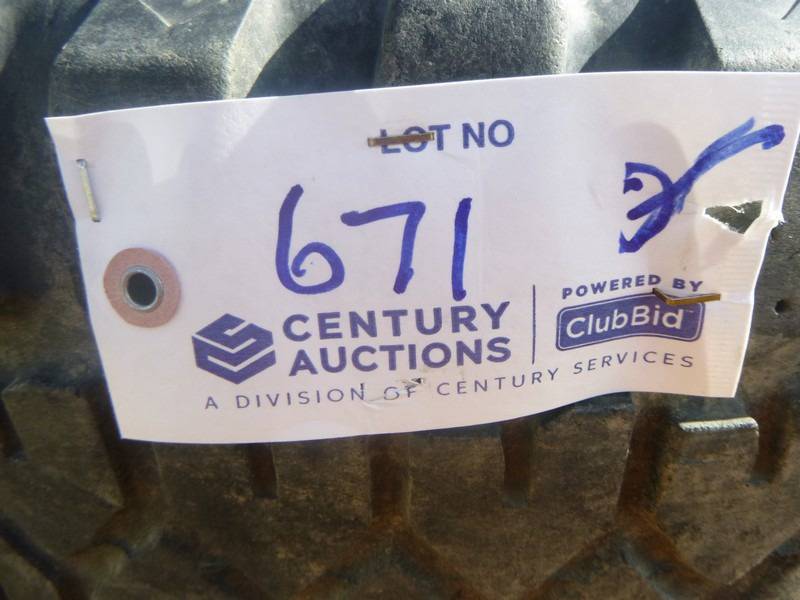 LOT NO
671
CENTURY
AUCTIONS
POWERED BY
ClubBid
A DIVISION OF CENTURY SERVICES